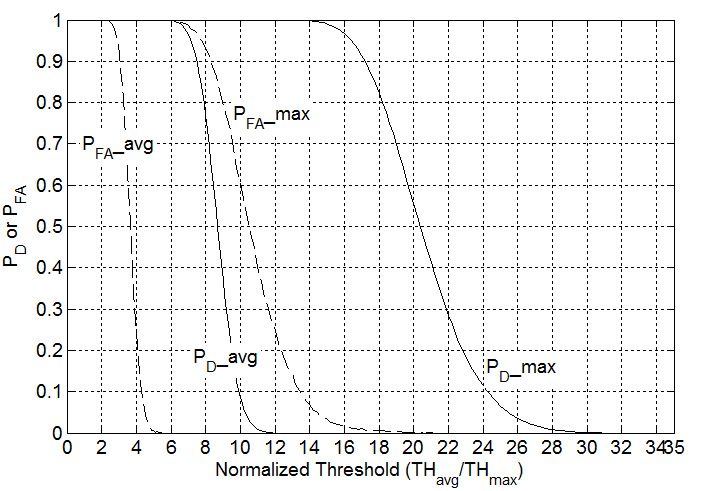 1
0.9
0.8
0.7
0.6
0.5
0.4
0.3
0.2
0.1
0
P_D or P_FA
P_FA_max
P_FA_avg
P_D_avg
P_D_max
0 2 4 6 8 10 12 14 16 18 20 22 24 26 28 30 32 34 35
Normalized Threshold (TH_avg/TH_max)